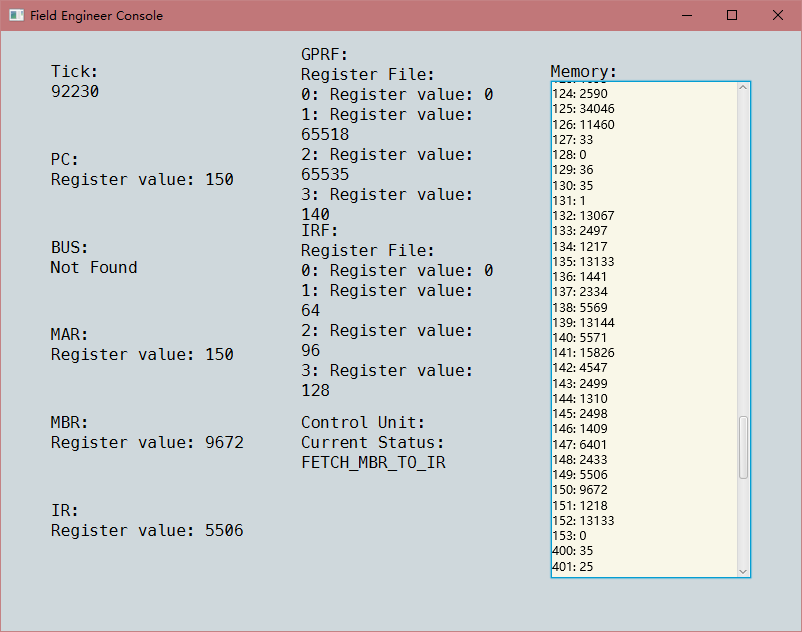 Field Engineer Console
Tick:
92230
PC:
Register value: 150
BUS:
Not Found
MAR:
Register value: 150
MBR:
Register value: 9672
IR:
Register value: 5506
GPRF:
Register File:
0: Register value: 0
1: Register value:
65518
2: Register value:
65535
3: Register value:
140
IRF:
Register File:
0: Register value: 0
1: Register value:
64
2: Register value:
96
3: Register value:
128
Control Unit:
Current Status:
FETCH_MBR_TO_IR
Memory:
124: 2590
125: 34046
126: 11460
127: 33
128: 0
129: 36
130: 35
131: 1
132: 13067
133: 2497
134: 1217
135: 13133
136: 1441
137: 2334
138: 5569
139: 13144
140: 5571
141: 15826
142: 4547
143: 2499
144: 1310
145: 2498
146: 1409
147: 6401
148: 2433
149: 5506
150: 9672
151: 1218
152: 13133
153: 0
400: 35
401: 25